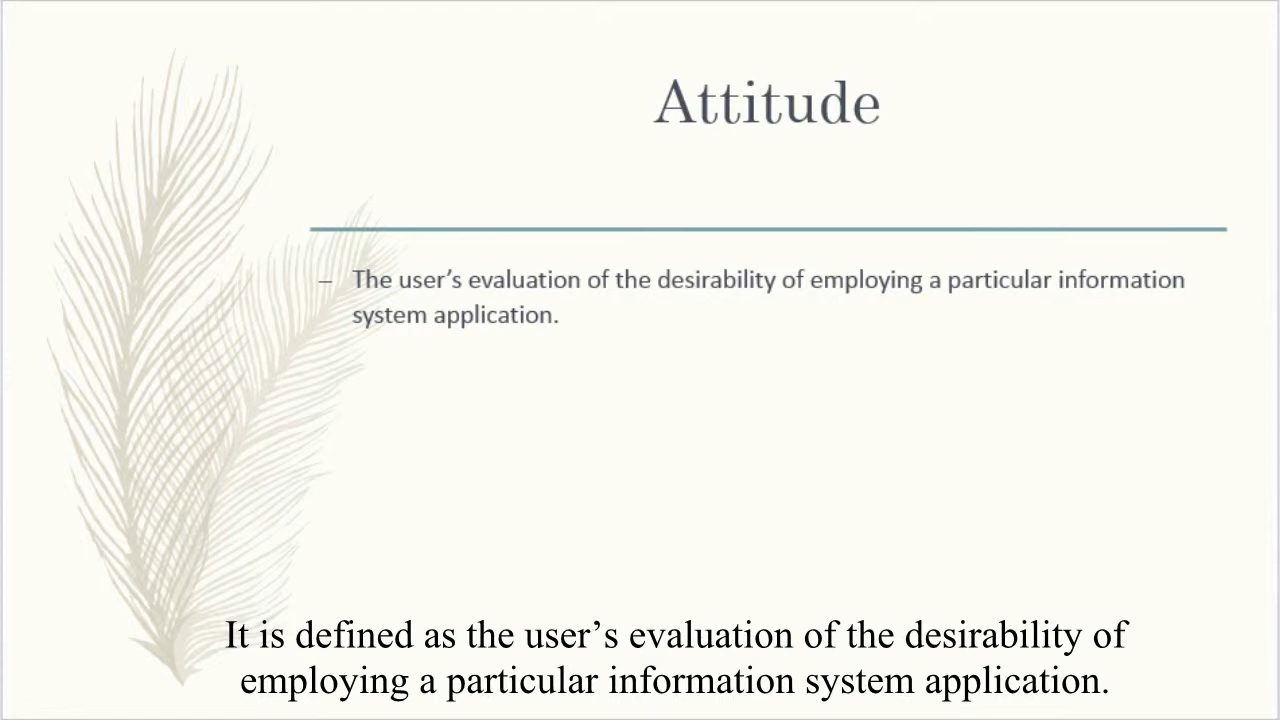 Attitude
– The user’s evaluation of the desirability of employing a particular information
system application.
It is defined as the user’s evaluation of the desirability of
employing a particular information system application.